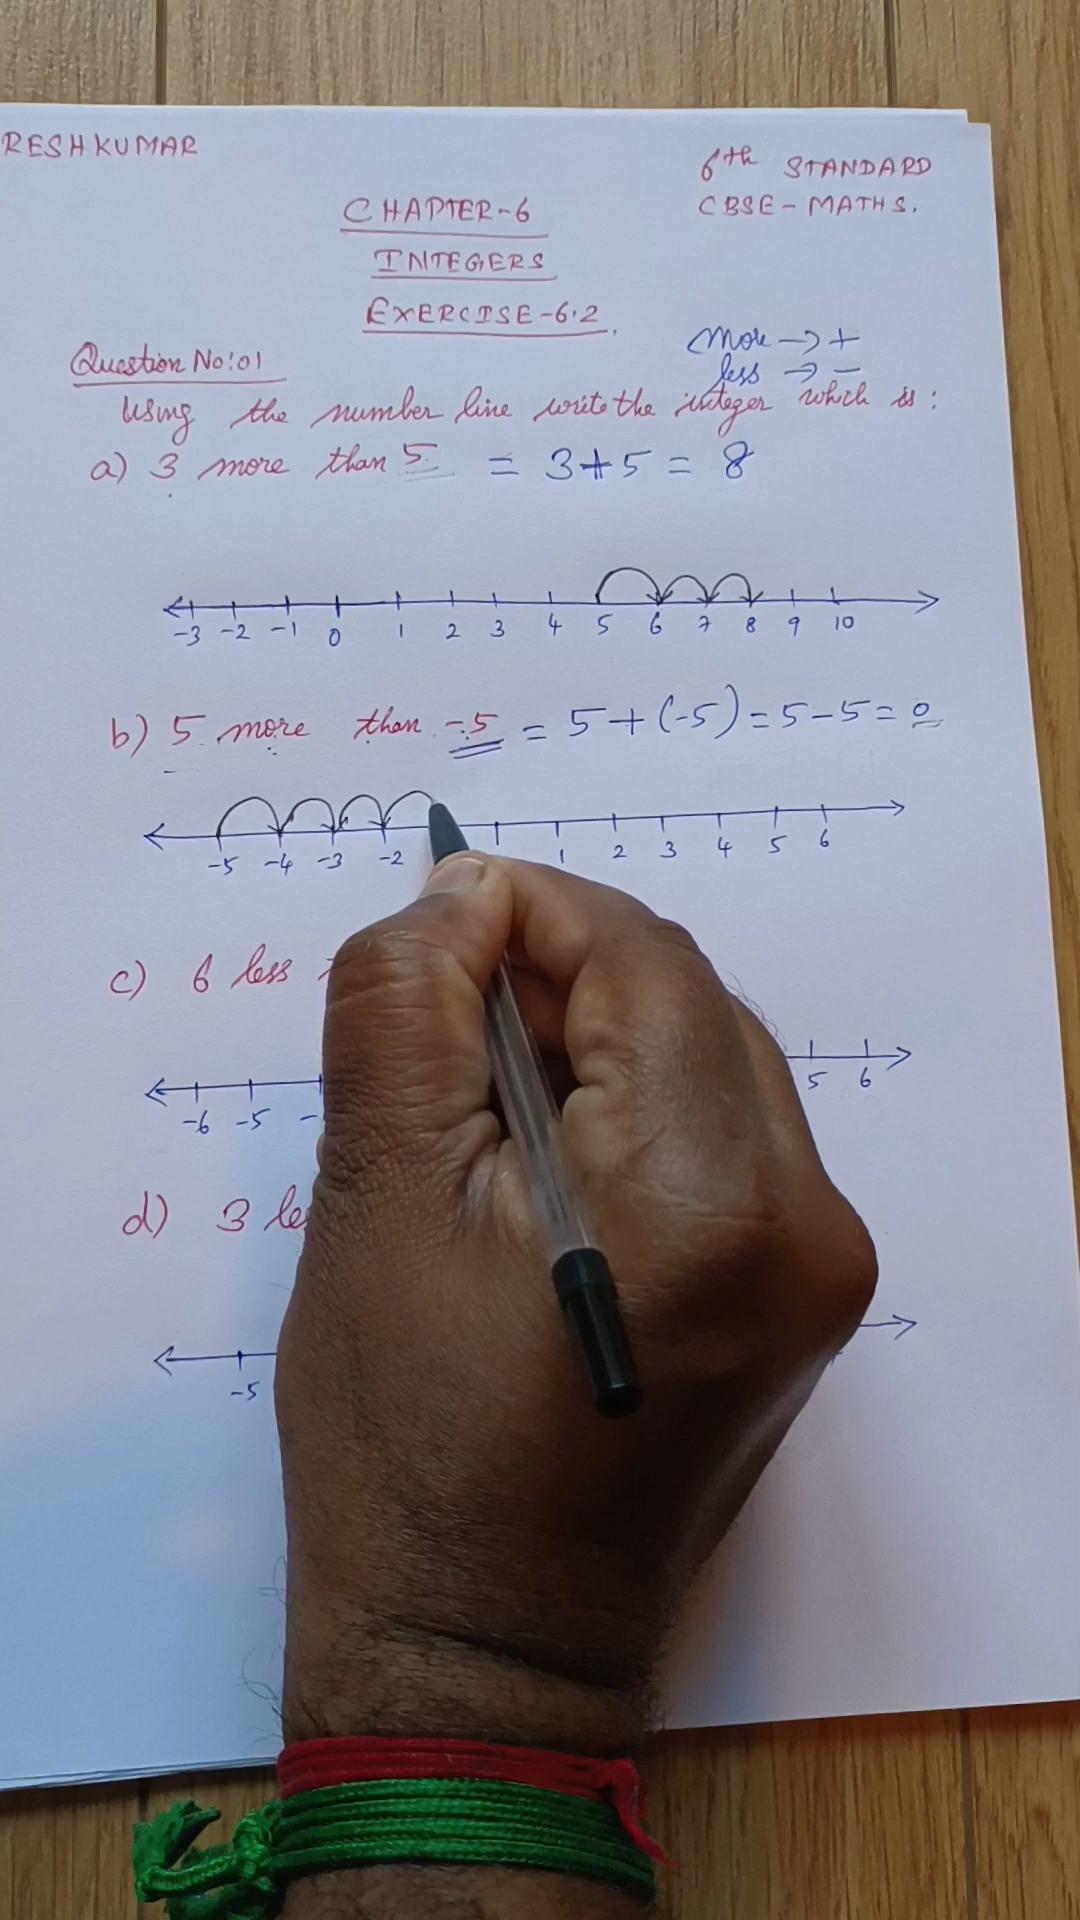 RESH KUMAR
6th STANDARD
CBSE - MATHS.
CHAPTER-6
INTEGERS
EXERCISE-6.2.
More → +
less → -
Question No: 01
Using the number line write the integer which is :
a) 3 more than 5 = 3+5 = 8
-3 -2 -1 0 1 2 3 4 5 6 7 8 9 10
b) 5 more than -5 = 5+(-5) = 5-5 = 0
-5 -4 -3 -2 1 2 3 4 5 6
c) 6 less
-6 -5 - 5 6
d) 3 le
-5